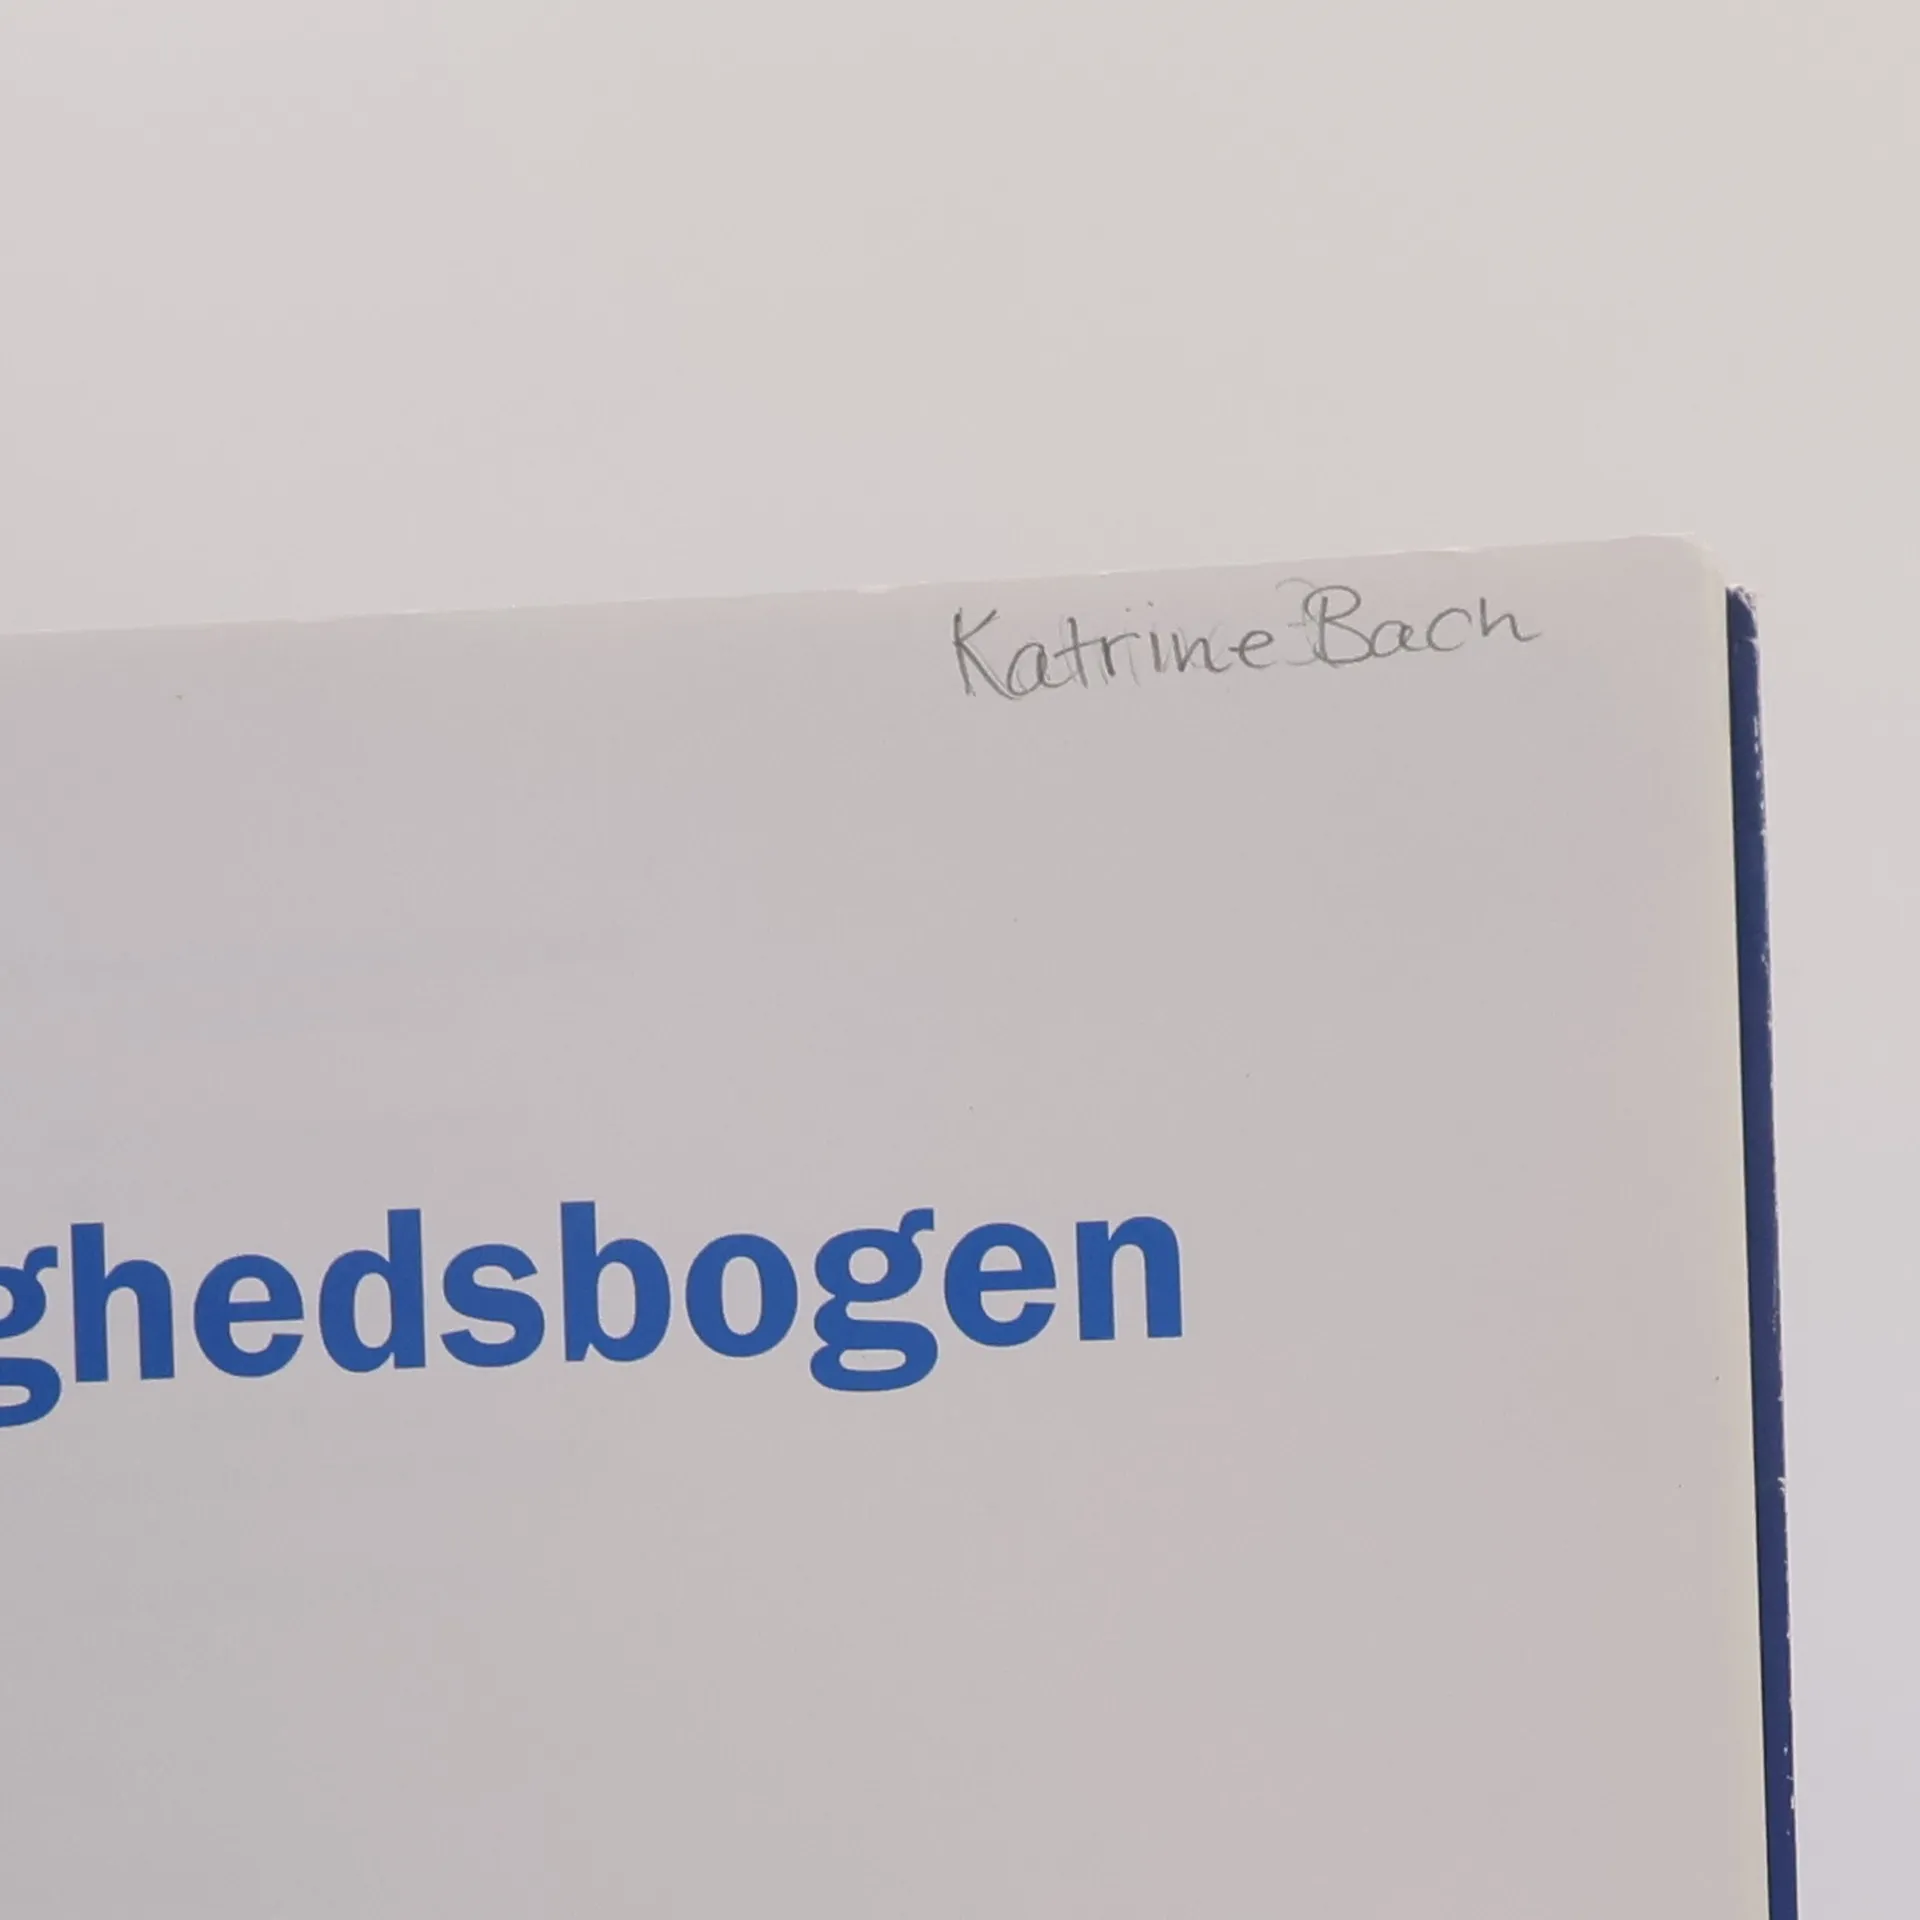 Katrine Bach
ghedsbogen